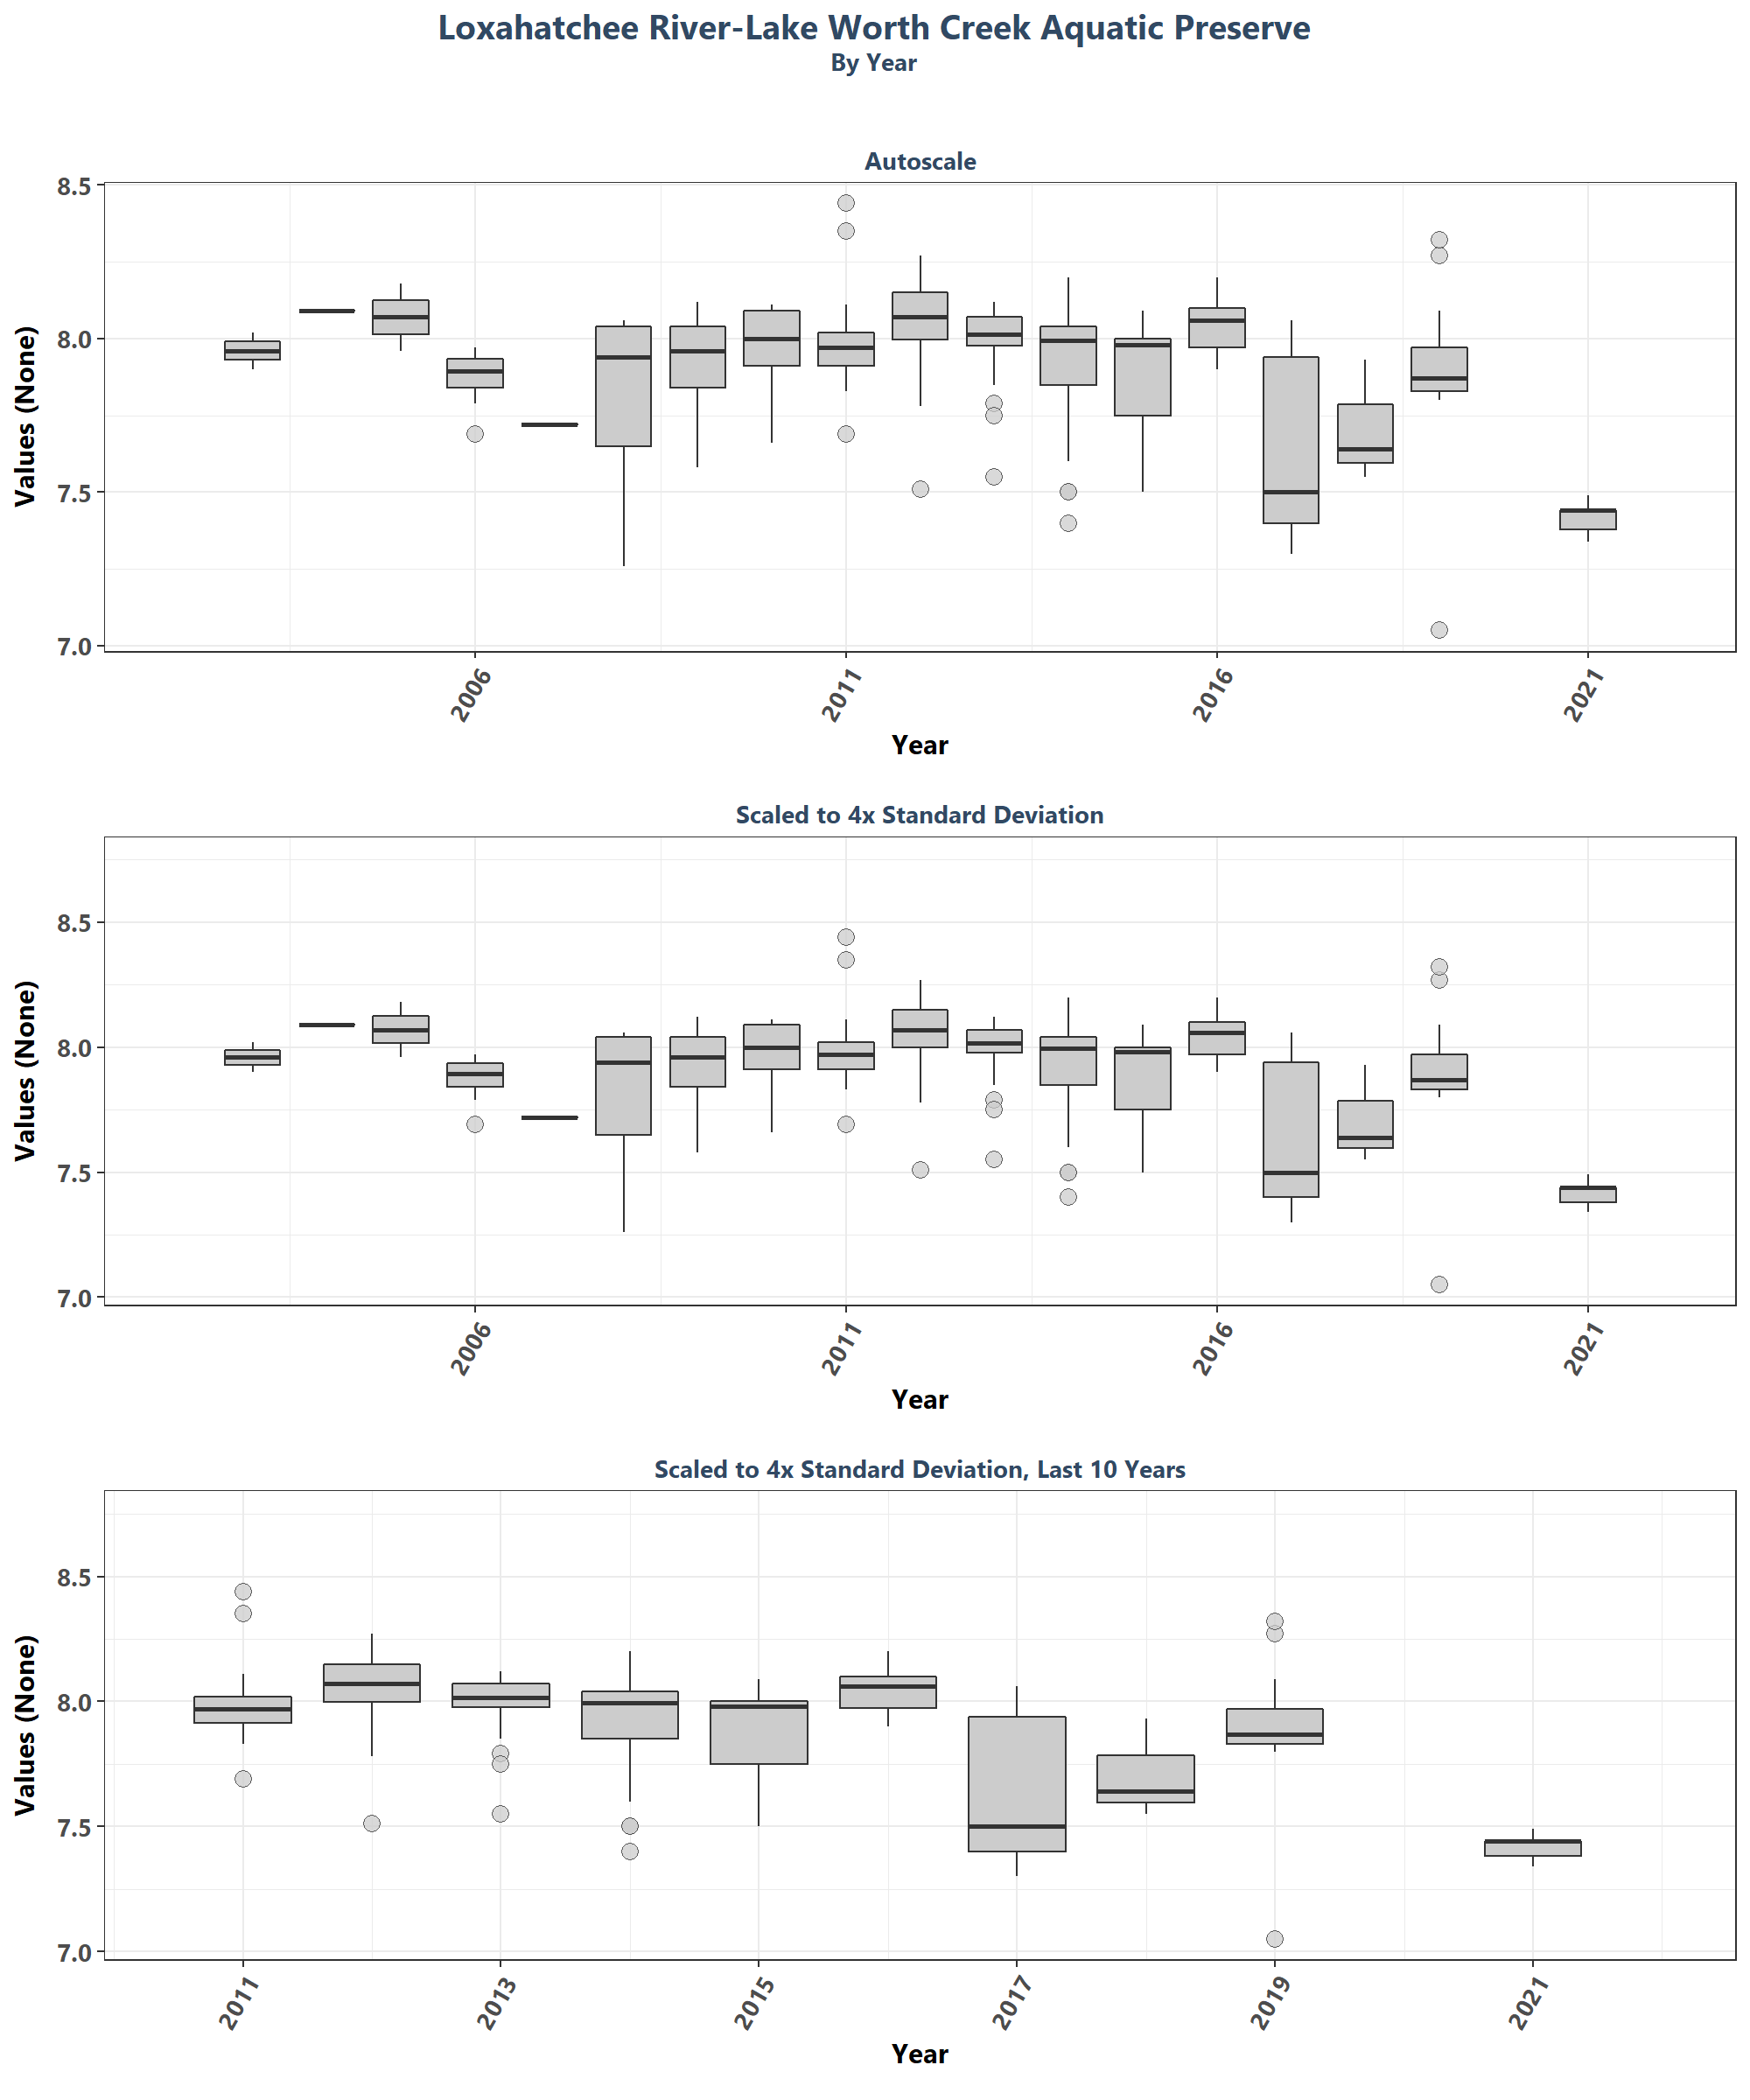 Loxahatchee River-Lake Worth Creek Aquatic Preserve
By Year
Autoscale
Values (None)
8.5
8.0
7.5
7.0
2006 2011 2016 2021
Year
Scaled to 4x Standard Deviation
Values (None)
8.5
8.0
7.5
7.0
2006 2011 2016 2021
Year
Scaled to 4x Standard Deviation, Last 10 Years
Values (None)
8.5
8.0
7.5
7.0
2011 2013 2015 2017 2019 2021
Year